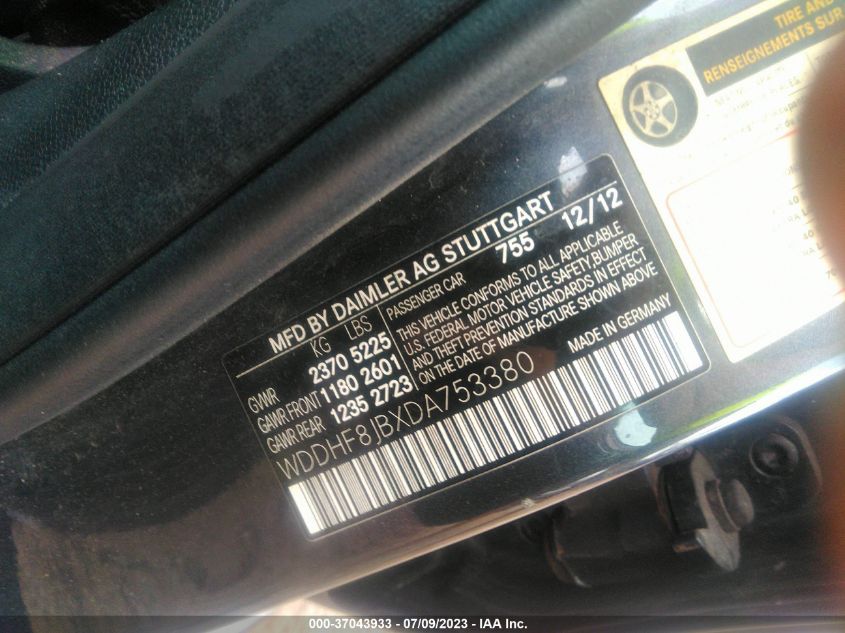 TIRE AND
RENSEIGNEMENTS SUR
MFD BY DAIMLER AG STUTTGART
KG LBS
GVWR 2370 5225
GAWR FRONT 1180 2601
GAWR REAR 1235 2723
PASSENGER CAR 755 12/12
THIS VEHICLE CONFORMS TO ALL APPLICABLE
U.S. FEDERAL MOTOR VEHICLE SAFETY, BUMPER
AND THEFT PREVENTION STANDARDS IN EFFECT
ON THE DATE OF MANUFACTURE SHOWN ABOVE
WDDHF8JBXDA753380
MADE IN GERMANY
000-37043933 - 07/09/2023 - IAA Inc.